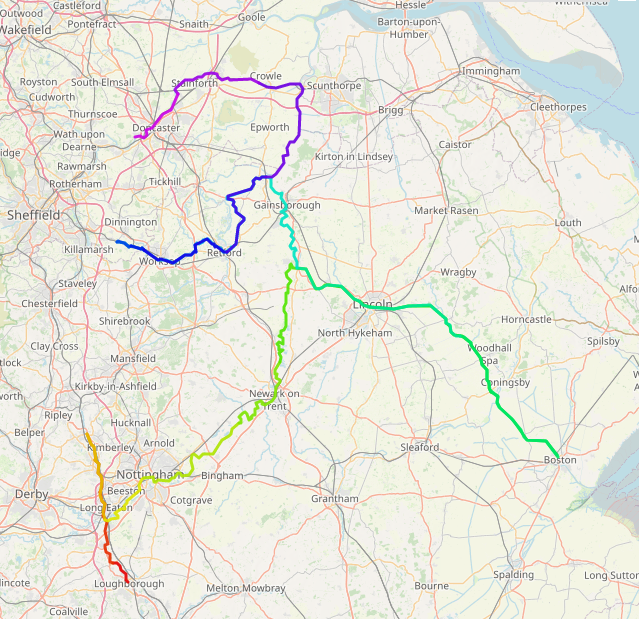 Castleford
Hessle
Withernsea
Outwood
Goole
Pontefract
Snaith
Barton-upon-
Humber
Wakefield
Immingham
Crowle
Royston
South Elmsall
Stainforth
Scunthorpe
Cudworth
Cleethorpes
Thurnscoe
Brigg
Doncaster
Epworth
Wath upon
Dearne
Caistor
Kirton in Lindsey
Rawmarsh
Rotherham
Tickhill
Gainsborough
Market Rasen
Sheffield
Dinnington
Louth
Killamarsh
Retford
Worksop
Wragby
Staveley
Chesterfield
Lincoln
Shirebrook
Horncastle
North Hykeham
Clay Cross
Spilsby
Woodhall
Spa
Mansfield
Coningsby
Kirkby-in-Ashfield
Newark on
Trent
Ripley
Hucknall
Belper
Arnold
Kimberley
Sleaford
Boston
Nottingham
Bingham
Derby
Beeston
Grantham
Cotgrave
Long Eaton
Spalding
Long Sutton
Loughborough
Melton Mowbray
Bourne
Coalville